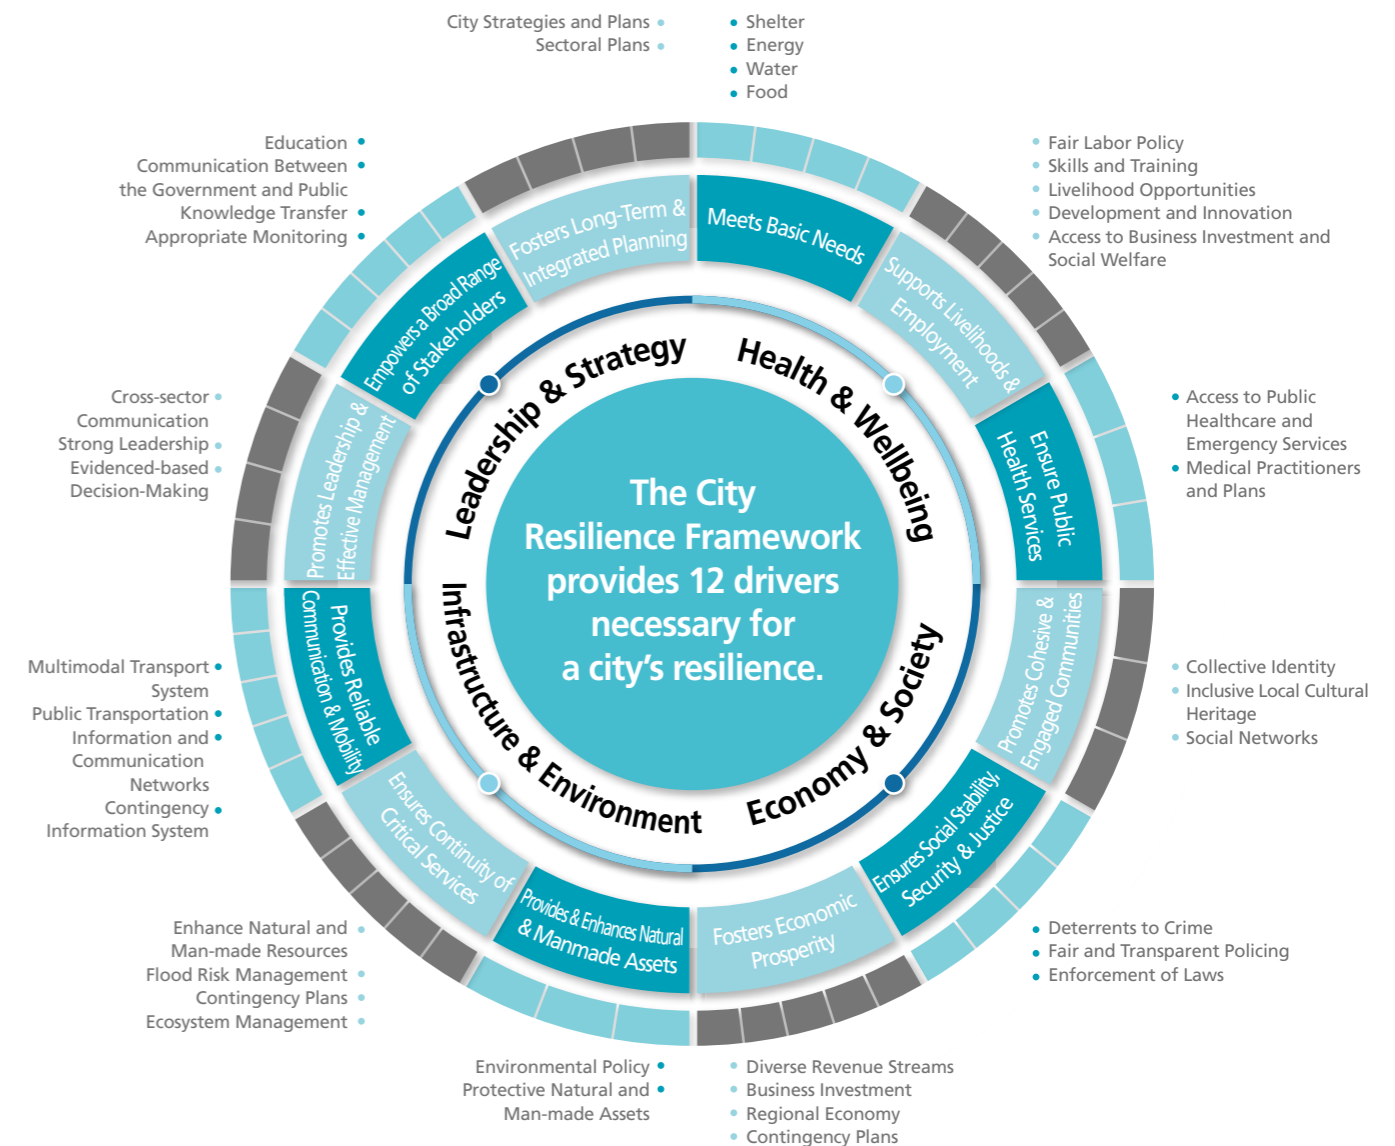 City Strategies and Plans
Sectoral Plans
Shelter
Energy
Water
Food
Fair Labor Policy
Skills and Training
Livelihood Opportunities
Development and Innovation
Access to Business Investment and
Social Welfare
Access to Public
Healthcare and
Emergency Services
Medical Practitioners
and Plans
Collective Identity
Inclusive Local Cultural
Heritage
Social Networks
Deterrents to Crime
Fair and Transparent Policing
Enforcement of Laws
Diverse Revenue Streams
Business Investment
Regional Economy
Contingency Plans
Environmental Policy
Protective Natural and
Man-made Assets
Enhance Natural and
Man-made Resources
Flood Risk Management
Contingency Plans
Ecosystem Management
Multimodal Transport
System
Public Transportation
Information and
Communication
Networks
Contingency
Information System
Cross-sector
Communication
Strong Leadership
Evidenced-based
Decision-Making
Education
Communication Between
the Government and Public
Knowledge Transfer
Appropriate Monitoring
Meets Basic Needs
Supports Livelihoods &
Employment
Ensure Public
Health Services
Promotes Cohesive &
Engaged Communities
Ensures Social Stability,
Security & Justice
Fosters Economic
Prosperity
Provides & Enhances Natural
& Manmade Assets
Ensures Continuity of
Critical Services
Provides Reliable
Communication & Mobility
Promotes Leadership &
Effective Management
Empowers a Broad Range
of Stakeholders
Fosters Long-Term &
Integrated Planning
Leadership & Strategy
Health & Wellbeing
Economy & Society
Infrastructure & Environment
The City
Resilience Framework
provides 12 drivers
necessary for
a city's resilience.